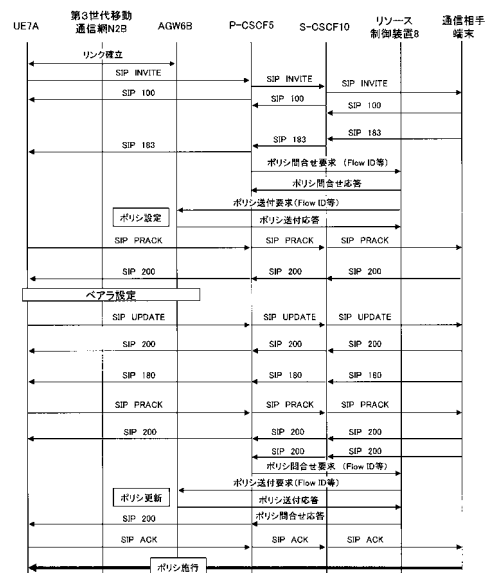 UE7A
第3世代移動
通信網N2B
AGW6B
P-CSCF5
S-CSCF10
リソース
制御装置8
通信相手
端末
リンク確立
SIP INVITE
SIP INVITE
SIP INVITE
SIP 100
SIP 100
SIP 100
SIP 183
SIP 183
SIP 183
ポリシ問合せ要求 (Flow ID等)
ポリシ問合せ応答
ポリシ送付要求(Flow ID等)
ポリシ設定
ポリシ送付応答
SIP PRACK
SIP PRACK
SIP PRACK
SIP 200
SIP 200
SIP 200
ベアラ設定
SIP UPDATE
SIP UPDATE
SIP UPDATE
SIP 200
SIP 200
SIP 200
SIP 180
SIP 180
SIP 180
SIP PRACK
SIP PRACK
SIP PRACK
SIP 200
SIP 200
SIP 200
SIP 200
SIP 200
ポリシ問合せ要求 (Flow ID等)
ポリシ送付要求(Flow ID等)
ポリシ更新
ポリシ送付応答
SIP 200
ポリシ問合せ応答
SIP ACK
SIP ACK
SIP ACK
ポリシ施行